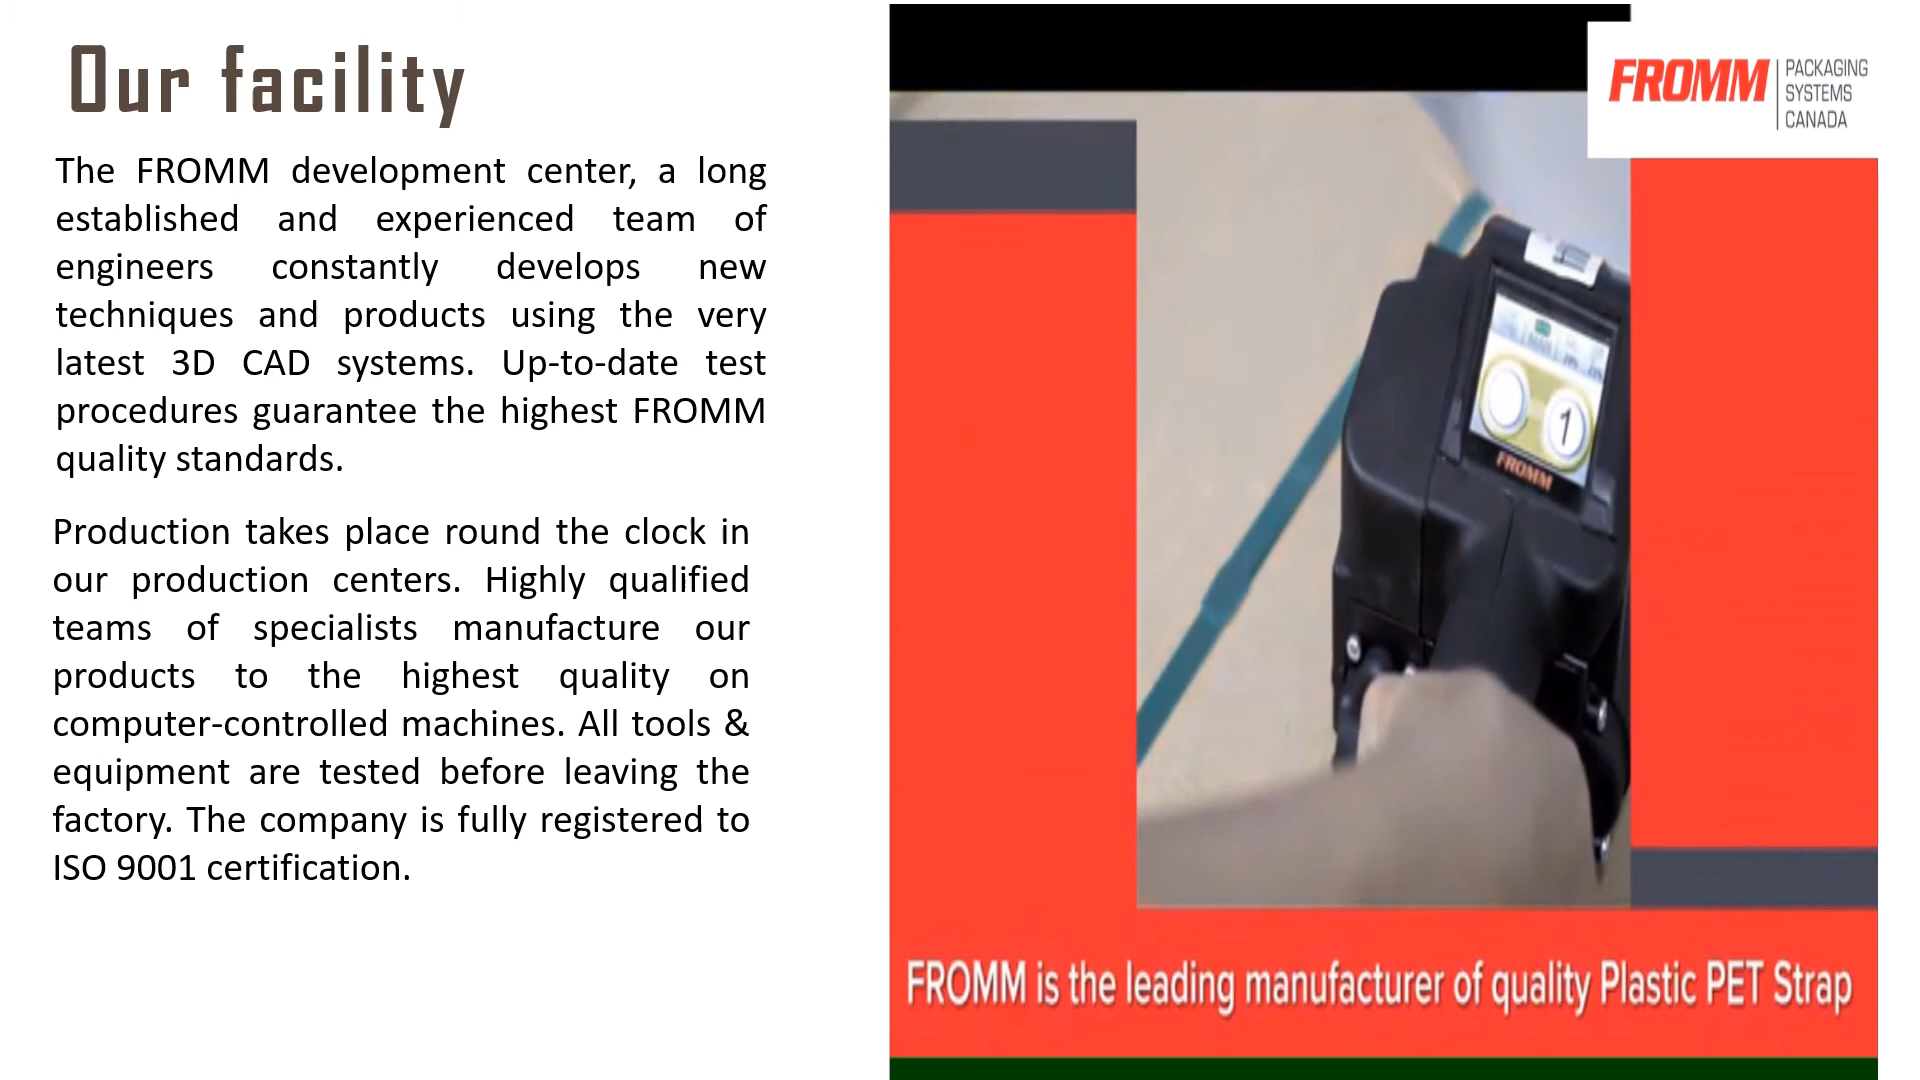 Our facility
The FROMM development center, a long
established and experienced team of
engineers constantly develops new
techniques and products using the very
latest 3D CAD systems. Up-to-date test
procedures guarantee the highest FROMM
quality standards.
Production takes place round the clock in
our production centers. Highly qualified
teams of specialists manufacture our
products to the highest quality on
computer-controlled machines. All tools &
equipment are tested before leaving the
factory. The company is fully registered to
ISO 9001 certification.
FROMM
PACKAGING
SYSTEMS
CANADA
1
FROMM
FROMM is the leading manufacturer of quality Plastic PET Strap